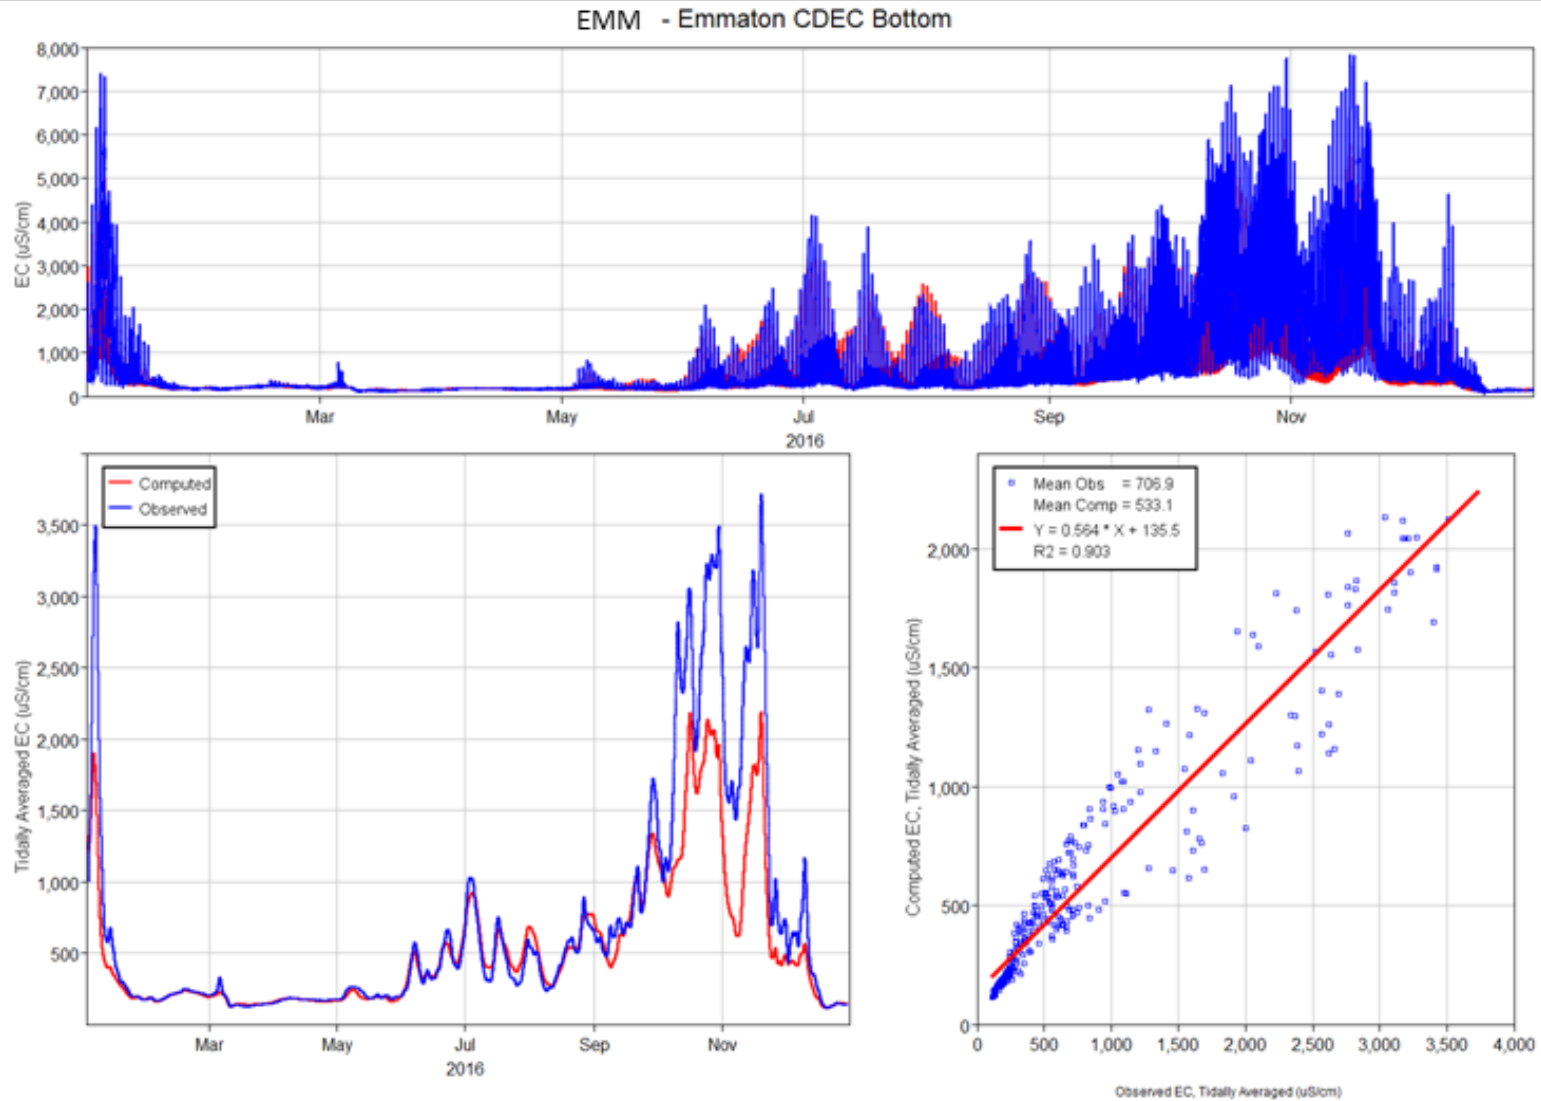 EMM - Emmaton CDEC Bottom
8,000
7,000
6,000
5,000
4,000
3,000
2,000
1,000
0
EC (uS/cm)
Mar May Jul Sep Nov
2016
Computed
Observed
3,500
3,000
2,500
2,000
1,500
1,000
500
Tidally Averaged EC (uS/cm)
Mar May Jul Sep Nov
2016
Mean Obs = 706.9
Mean Comp = 533.1
Y = 0.564 * X + 135.5
R2 = 0.903
2,000
1,500
1,000
500
0
Computed EC, Tidally Averaged (uS/cm)
0 500 1,000 1,500 2,000 2,500 3,000 3,500 4,000
Observed EC, Tidally Averaged (uS/cm)